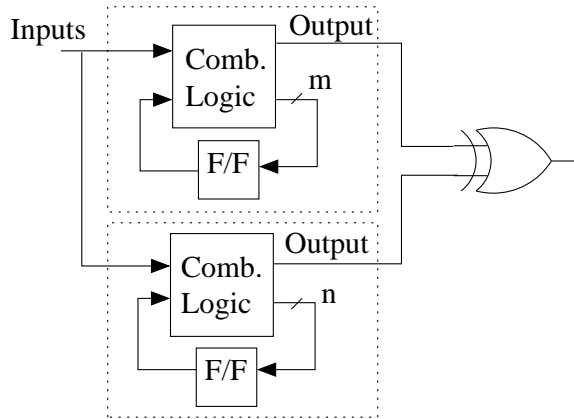 Inputs
Output
Comb.
Logic
m
F/F
Output
Comb.
Logic
n
F/F